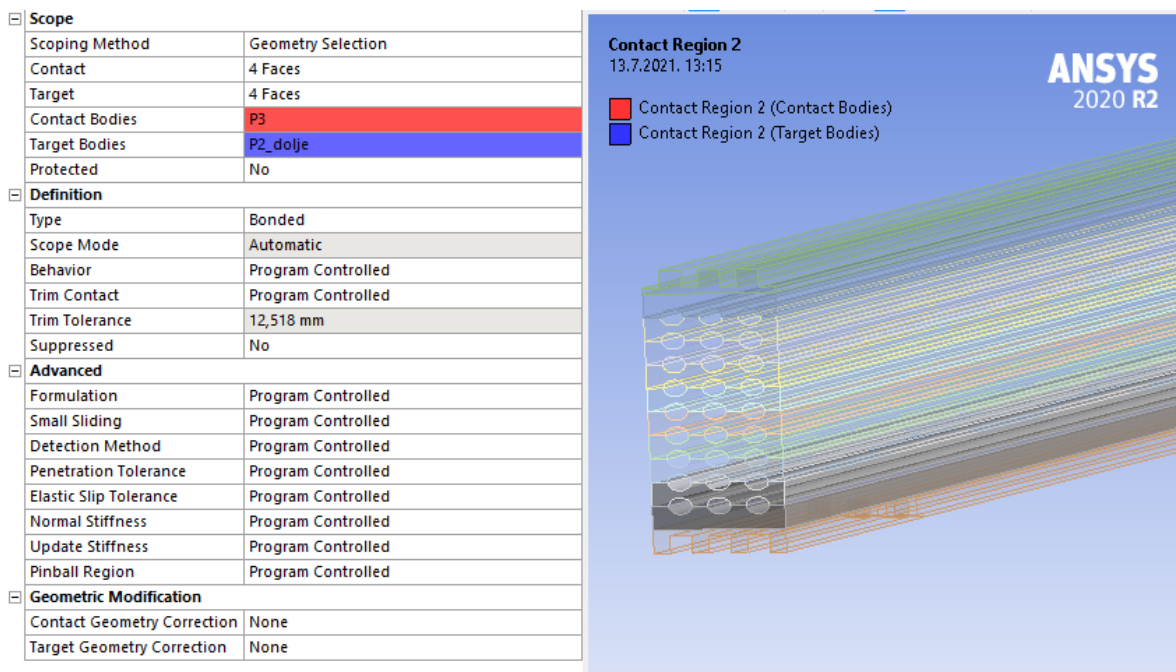 Scope
Scoping Method Geometry Selection
Contact 4 Faces
Target 4 Faces
Contact Bodies P3
Target Bodies P2_dolje
Protected No
Definition
Type Bonded
Scope Mode Automatic
Behavior Program Controlled
Trim Contact Program Controlled
Trim Tolerance 12,518 mm
Suppressed No
Advanced
Formulation Program Controlled
Small Sliding Program Controlled
Detection Method Program Controlled
Penetration Tolerance Program Controlled
Elastic Slip Tolerance Program Controlled
Normal Stiffness Program Controlled
Update Stiffness Program Controlled
Pinball Region Program Controlled
Geometric Modification
Contact Geometry Correction None
Target Geometry Correction None
Contact Region 2
13.7.2021. 13:15
Contact Region 2 (Contact Bodies)
Contact Region 2 (Target Bodies)
ANSYS
2020 R2